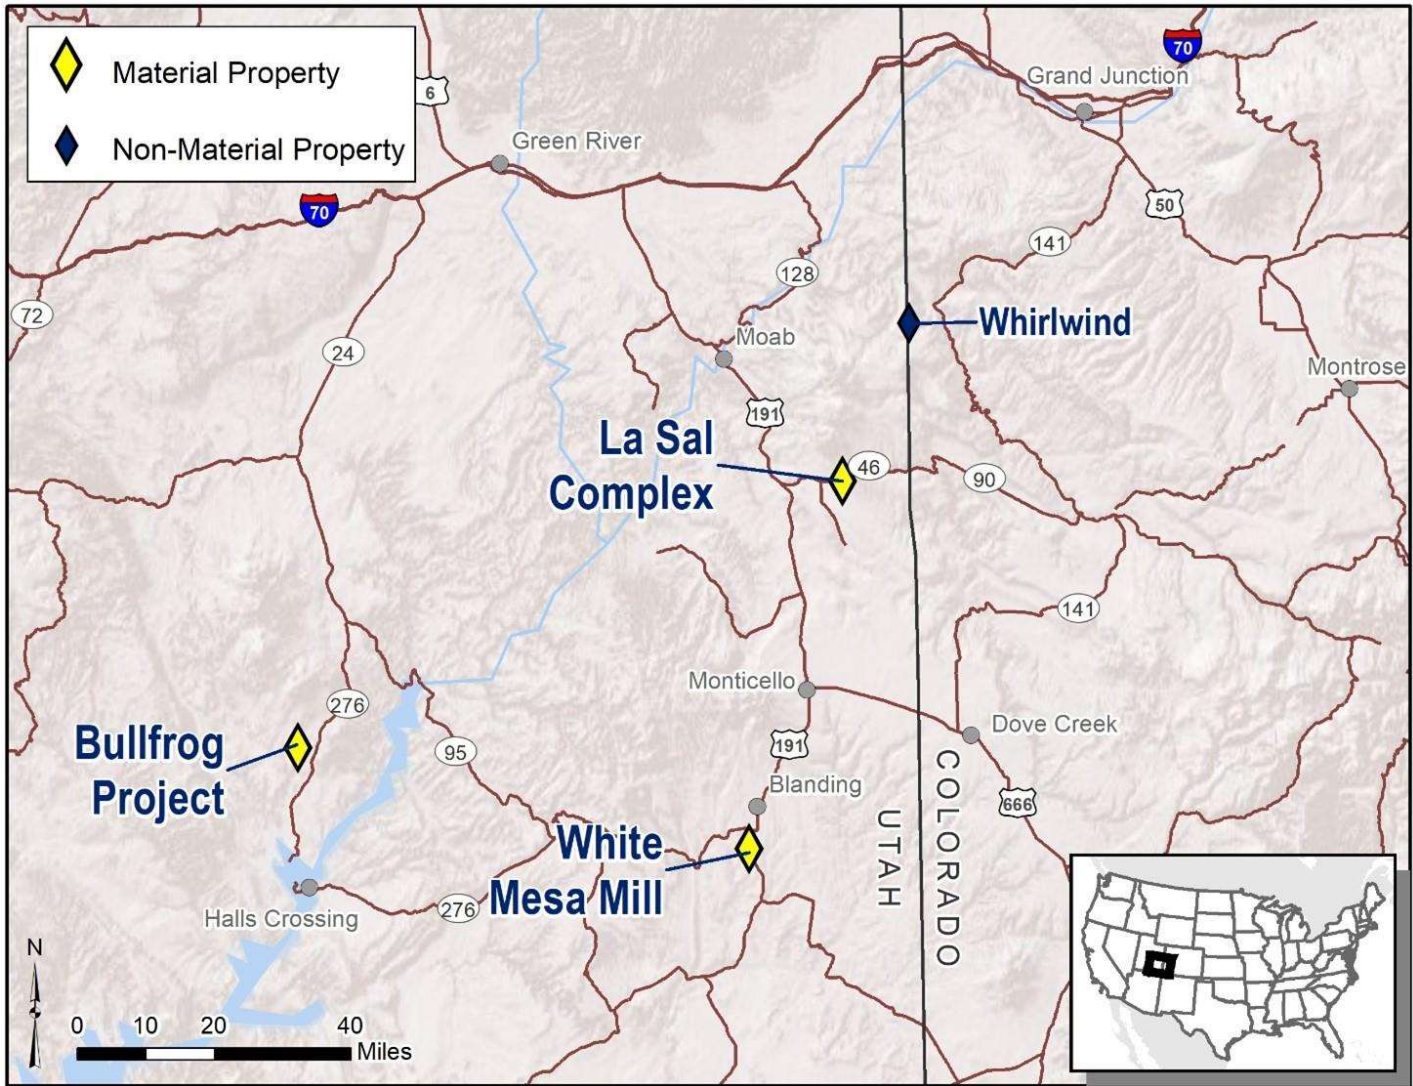 Material Property
Non-Material Property
6
70
Grand Junction
Green River
70
50
141
128
72
24
Whirlwind
Moab
Montrose
191
La Sal
Complex
46
90
141
Monticello
276
Dove Creek
Bullfrog
Project
95
191
Blanding
666
COLORADO
UTAH
White
Mesa Mill
276
Halls Crossing
N
0 10 20 40
Miles